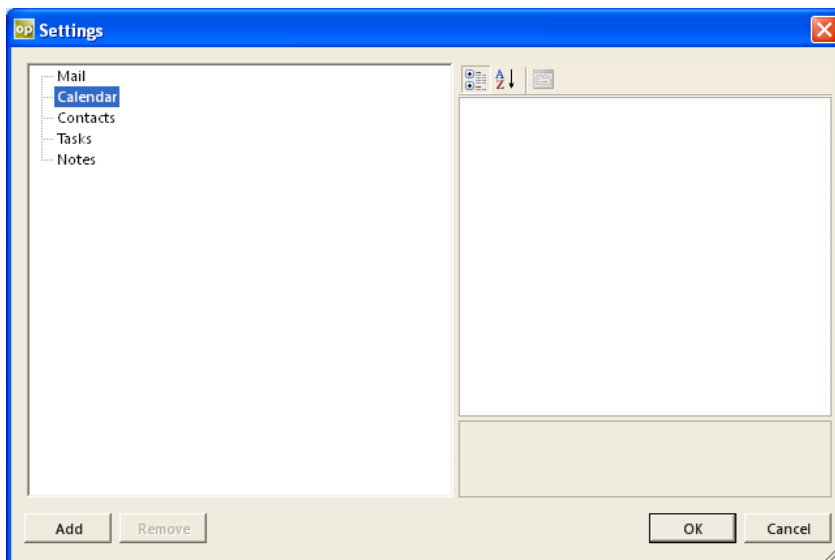 op Settings
Mail
Calendar
Contacts
Tasks
Notes
A
Z
Add Remove OK Cancel